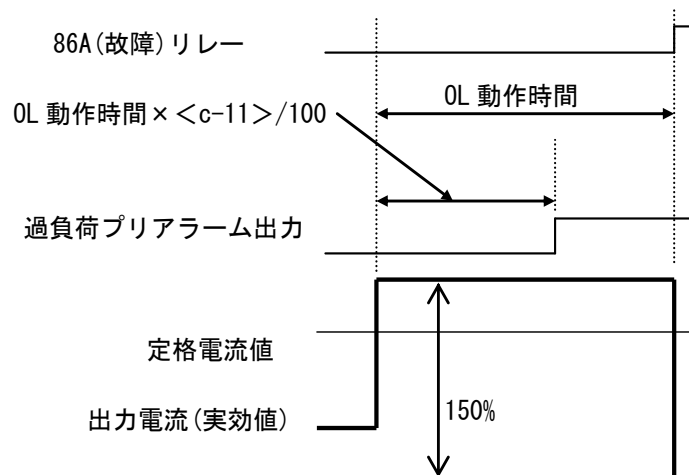 86A(故障)リレー
OL 動作時間
OL 動作時間×＜c-11＞/100
過負荷プリアラーム出力
定格電流値
150%
出力電流(実効値)